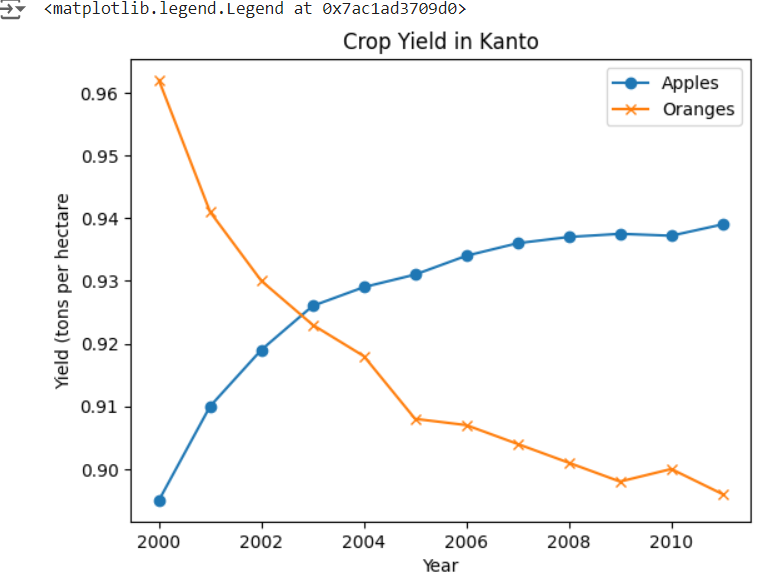 <matplotlib.legend.Legend at 0x7ac1ad3709d0>
Crop Yield in Kanto
Apples
Oranges
Yield (tons per hectare
0.96
0.95
0.94
0.93
0.92
0.91
0.90
2000 2002 2004 2006 2008 2010
Year